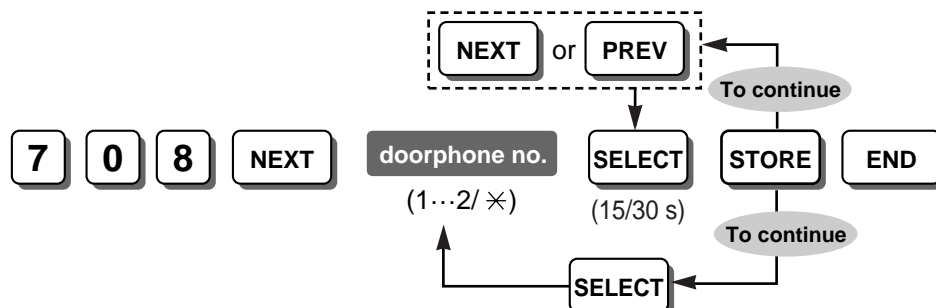 NEXT or PREV
To continue
7 0 8 NEXT doorphone no. SELECT STORE END
(1···2/ ✳) (15/30 s)
To continue
SELECT